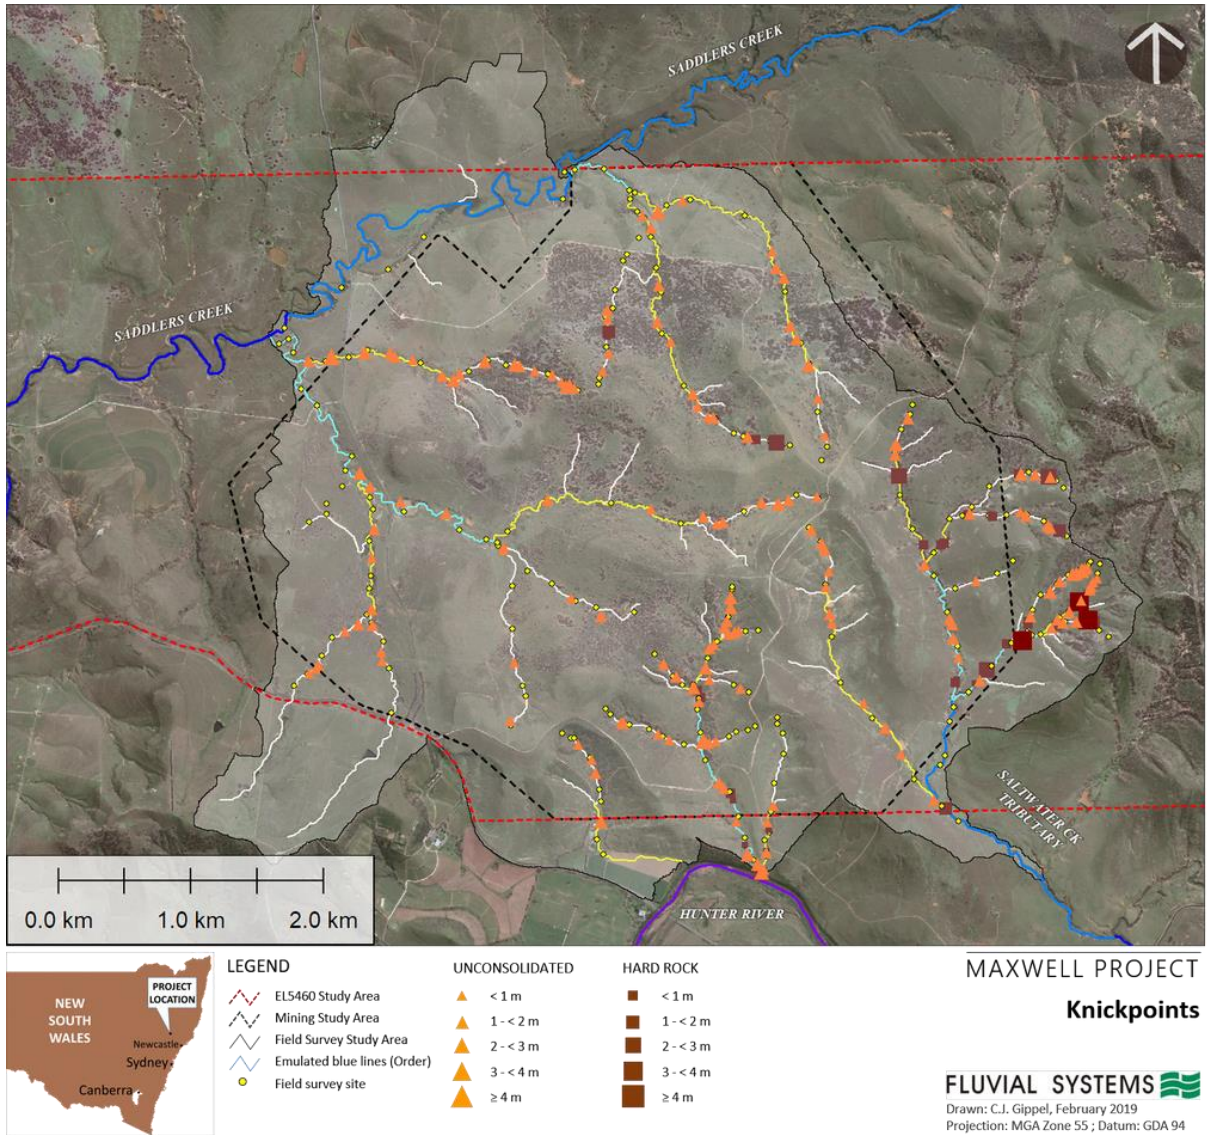 SADDLERS CREEK
SADDLERS CREEK
SALTWATER CK
TRIBUTARY
HUNTER RIVER
0.0 km 1.0 km 2.0 km
NEW
SOUTH
WALES
PROJECT
LOCATION
Newcastle
Sydney
Canberra
LEGEND
EL5460 Study Area
Mining Study Area
Field Survey Study Area
Emulated blue lines (Order)
Field survey site
UNCONSOLIDATED
< 1 m
1 - < 2 m
2 - < 3 m
3 - < 4 m
≥ 4 m
HARD ROCK
< 1 m
1 - < 2 m
2 - < 3 m
3 - < 4 m
≥ 4 m
MAXWELL PROJECT
Knickpoints
FLUVIAL SYSTEMS
Drawn: C.J. Gippel, February 2019
Projection: MGA Zone 55 ; Datum: GDA 94